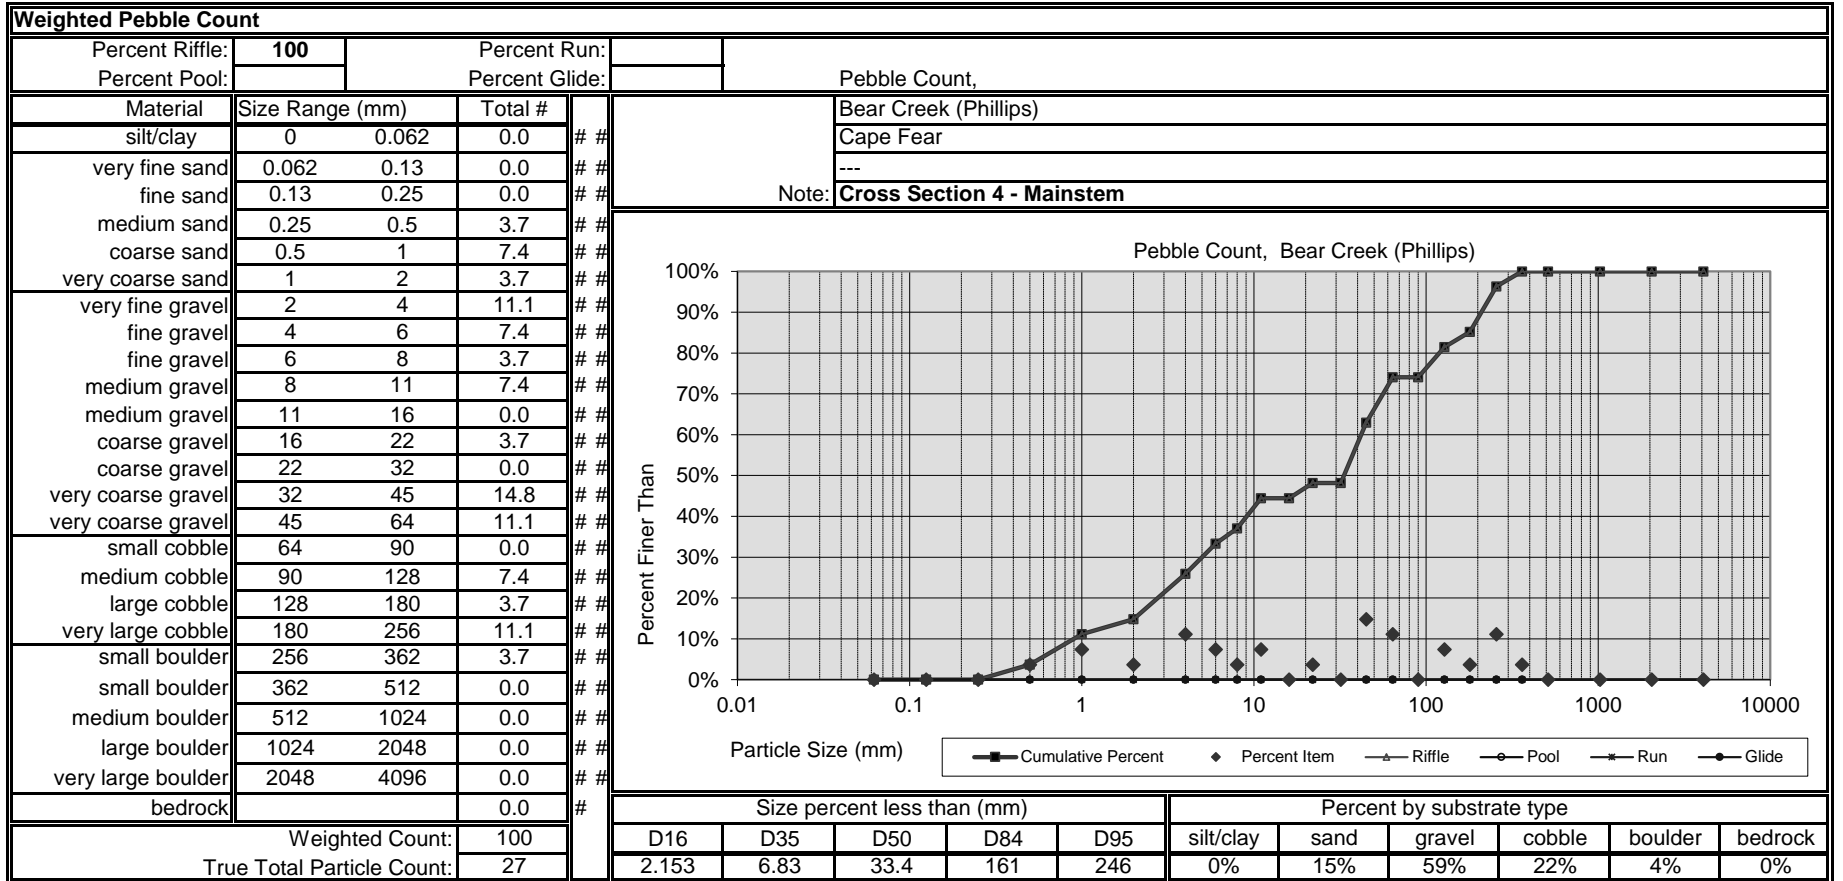 Weighted Pebble Count
Percent Riffle: 100 Percent Run:
Percent Pool: Percent Glide: Pebble Count,
Material Size Range (mm) Total # Bear Creek (Phillips)
silt/clay 0 0.062 0.0 # # Cape Fear
very fine sand 0.062 0.13 0.0 # # ---
fine sand 0.13 0.25 0.0 # # Note: Cross Section 4 - Mainstem
medium sand 0.25 0.5 3.7 # #
coarse sand 0.5 1 7.4 # #
very coarse sand 1 2 3.7 # #
very fine gravel 2 4 11.1 # #
fine gravel 4 6 7.4 # #
fine gravel 6 8 3.7 # #
medium gravel 8 11 7.4 # #
medium gravel 11 16 0.0 # #
coarse gravel 16 22 3.7 # #
coarse gravel 22 32 0.0 # #
very coarse gravel 32 45 14.8 # #
very coarse gravel 45 64 11.1 # #
small cobble 64 90 0.0 # #
medium cobble 90 128 7.4 # #
large cobble 128 180 3.7 # #
very large cobble 180 256 11.1 # #
small boulder 256 362 3.7 # #
small boulder 362 512 0.0 # #
medium boulder 512 1024 0.0 # #
large boulder 1024 2048 0.0 # #
very large boulder 2048 4096 0.0 # #
bedrock 0.0 #
Weighted Count: 100
True Total Particle Count: 27
Pebble Count, Bear Creek (Phillips)
100%
90%
80%
70%
60%
50%
40%
30%
20%
10%
0%
Percent Finer Than
0.01 0.1 1 10 100 1000 10000
Particle Size (mm)
Cumulative Percent Percent Item Riffle Pool Run Glide
Size percent less than (mm) Percent by substrate type
D16 D35 D50 D84 D95 silt/clay sand gravel cobble boulder bedrock
2.153 6.83 33.4 161 246 0% 15% 59% 22% 4% 0%